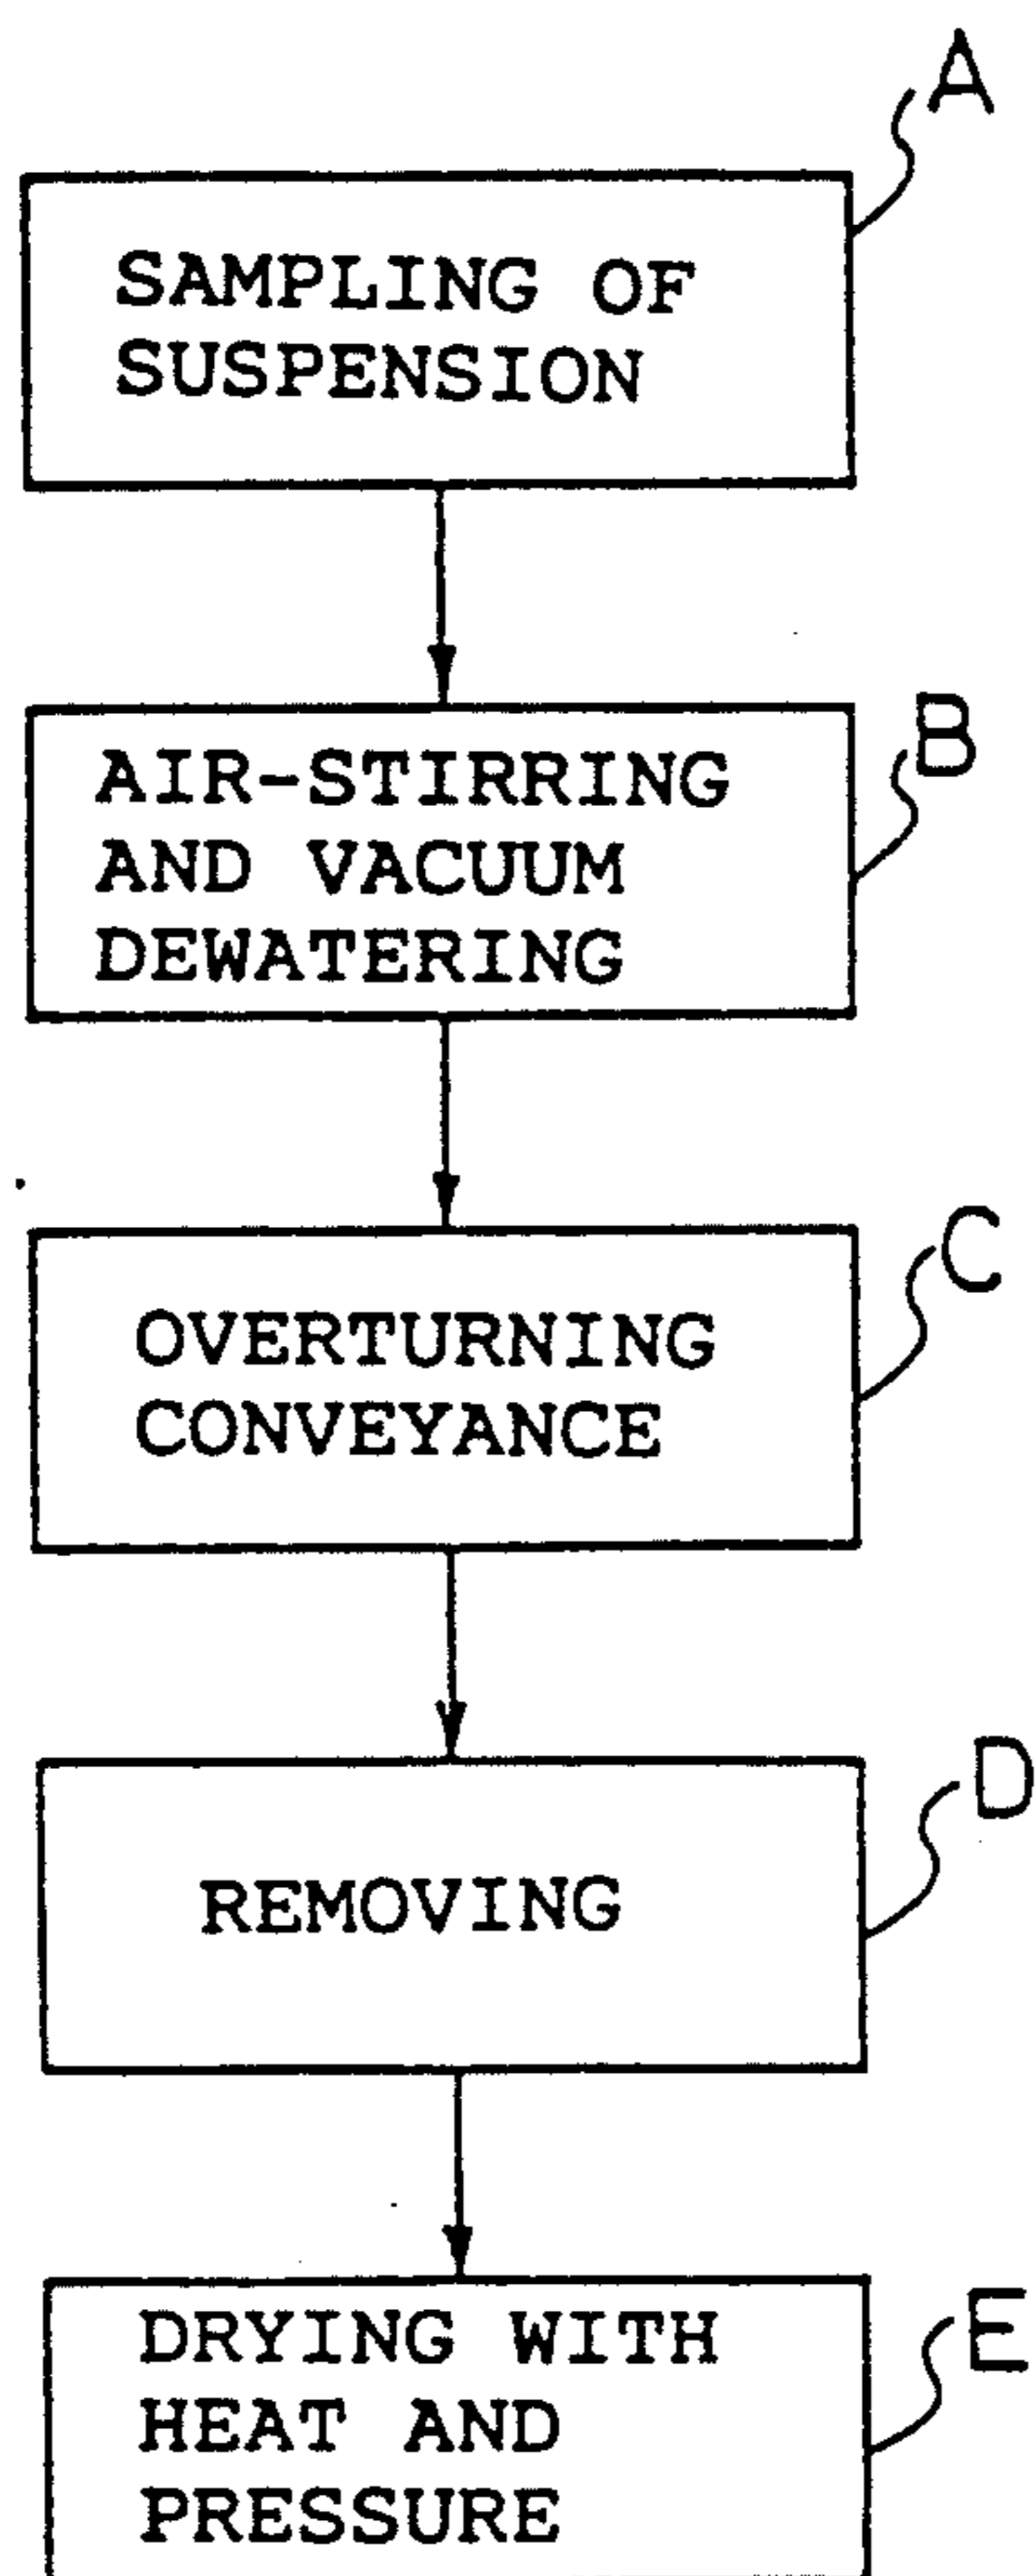 A
SAMPLING OF
SUSPENSION
B
AIR-STIRRING
AND VACUUM
DEWATERING
C
OVERTURNING
CONVEYANCE
D
REMOVING
E
DRYING WITH
HEAT AND
PRESSURE